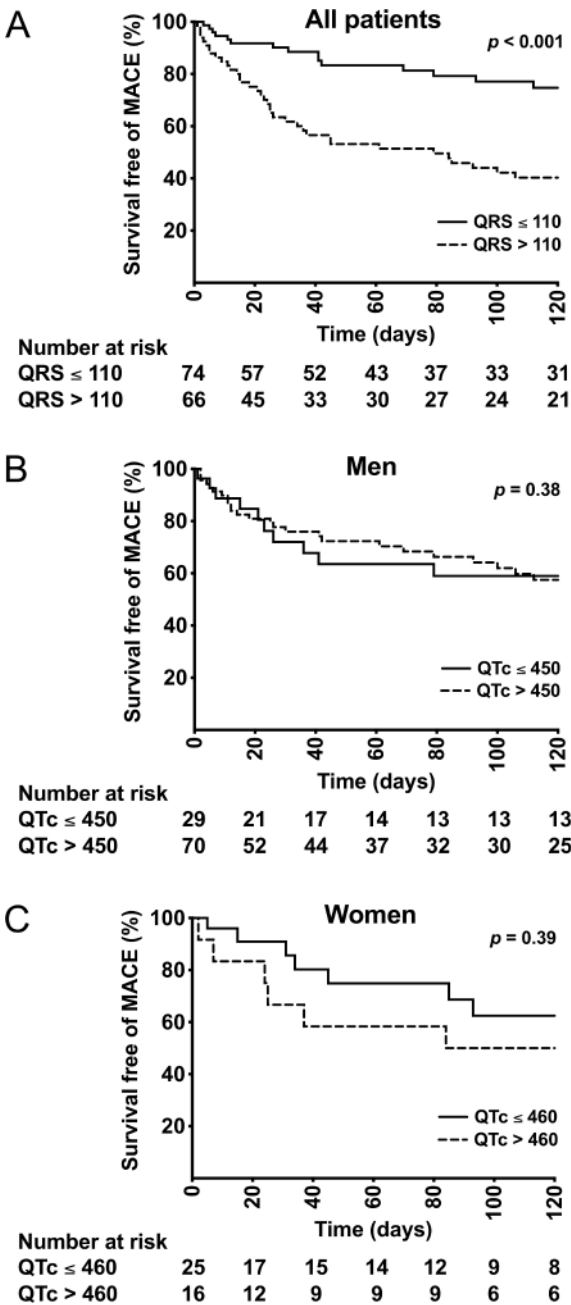 A
All patients
p < 0.001
Survival free of MACE (%)
100
80
60
40
20
QRS ≤ 110
QRS > 110
0 20 40 60 80 100 120
Time (days)
Number at risk
QRS ≤ 110 74 57 52 43 37 33 31
QRS > 110 66 45 33 30 27 24 21
B
Men
p = 0.38
Survival free of MACE (%)
100
80
60
40
20
QTc ≤ 450
QTc > 450
0 20 40 60 80 100 120
Time (days)
Number at risk
QTc ≤ 450 29 21 17 14 13 13 13
QTc > 450 70 52 44 37 32 30 25
C
Women
p = 0.39
Survival free of MACE (%)
100
80
60
40
20
QTc ≤ 460
QTc > 460
0 20 40 60 80 100 120
Time (days)
Number at risk
QTc ≤ 460 25 17 15 14 12 9 8
QTc > 460 16 12 9 9 9 6 6